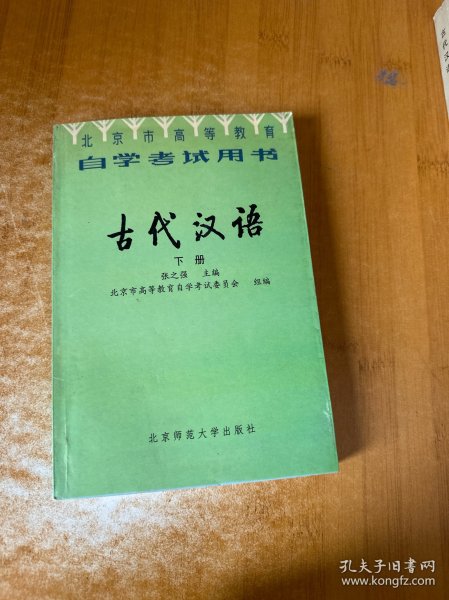 北京市高等教育
自学考试用书
古代汉语
下册
张之强 主编
北京市高等教育自学考试委员会 组编
北京师范大学出版社
孔夫子旧书网
www.kongfz.com